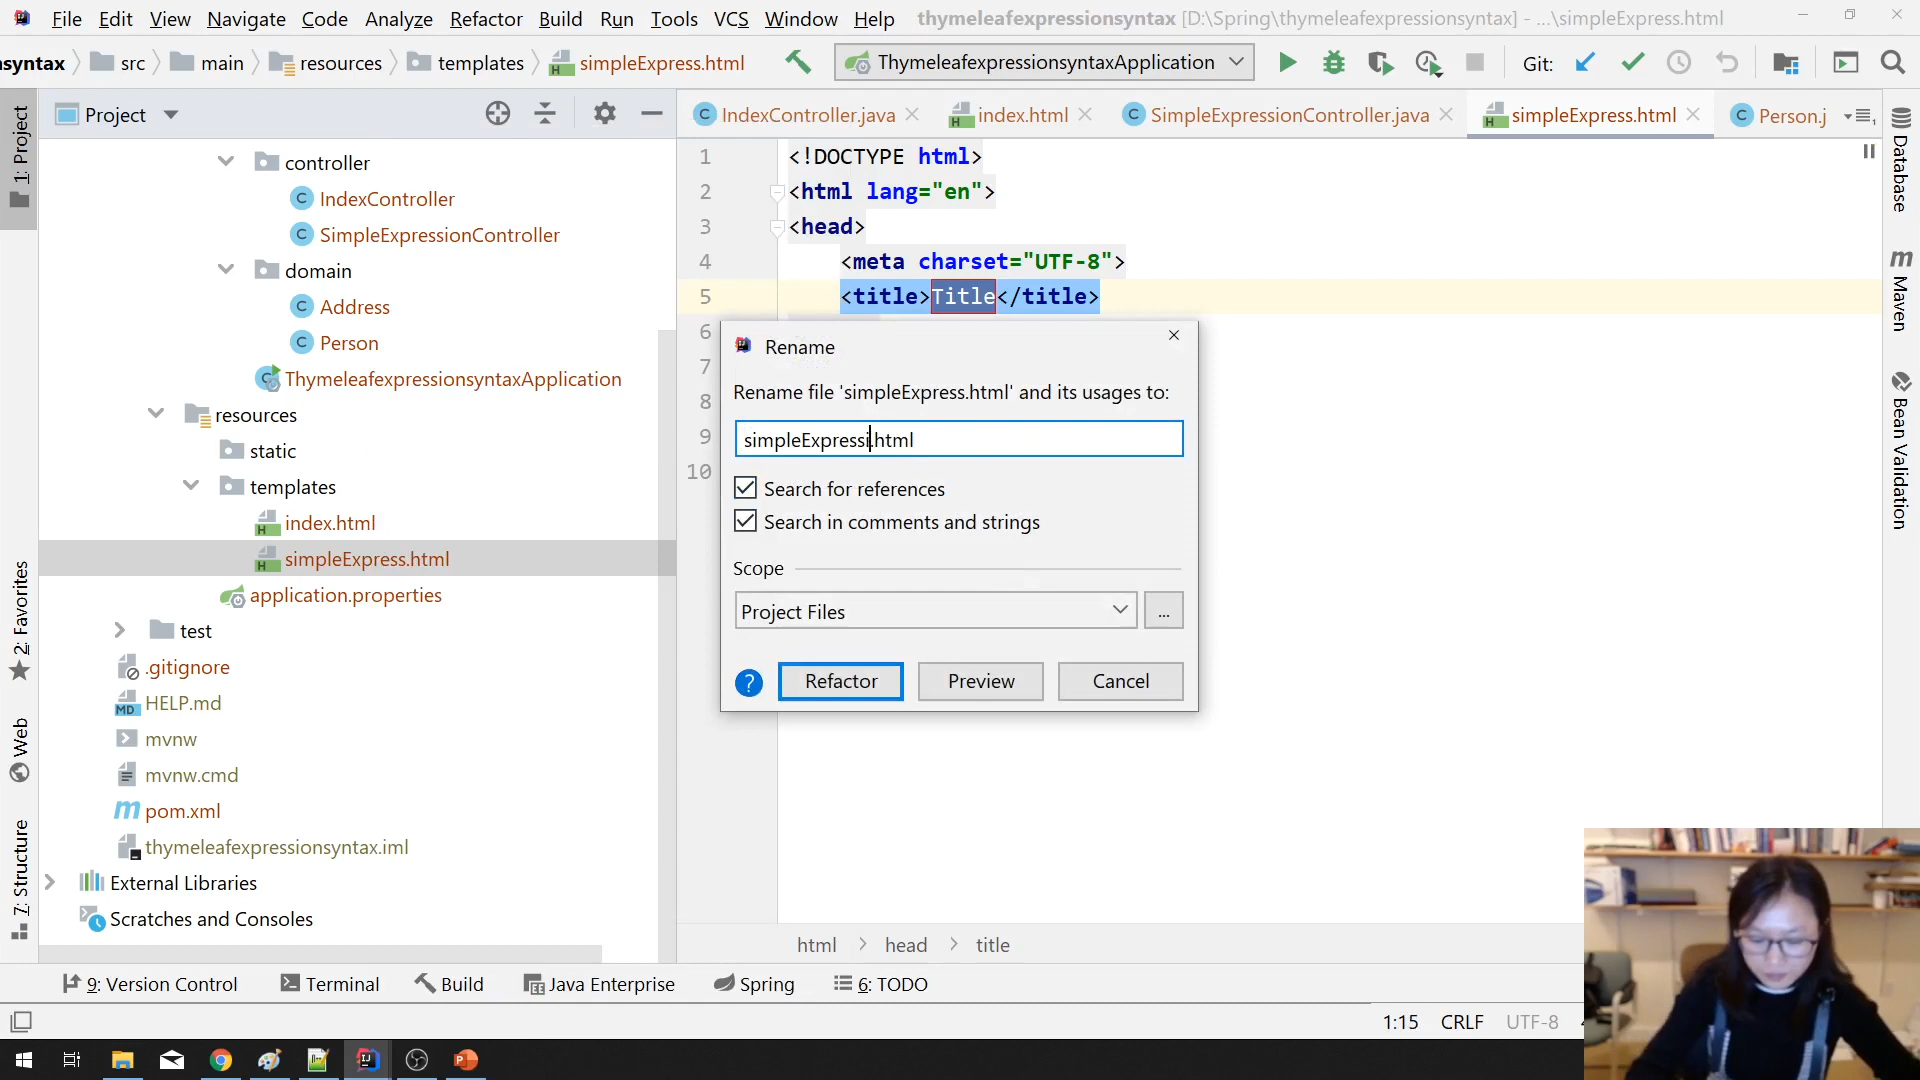 File Edit View Navigate Code Analyze Refactor Build Run Tools VCS Window Help thymeleafexpressionsyntax [D:\Spring\thymeleafexpressionsyntax] - ...\simpleExpress.html
syntax src main resources templates simpleExpress.html ThymeleafexpressionsyntaxApplication Git:
Project IndexController.java index.html SimpleExpressionController.java simpleExpress.html Person.j
1: Project
2: Favorites
Web
7: Structure
controller
IndexController
SimpleExpressionController
domain
Address
Person
ThymeleafexpressionsyntaxApplication
resources
static
templates
index.html
simpleExpress.html
application.properties
test
.gitignore
HELP.md
mvnw
mvnw.cmd
pom.xml
thymeleafexpressionsyntax.iml
External Libraries
Scratches and Consoles
1 <!DOCTYPE html>
2 <html lang="en">
3 <head>
4 <meta charset="UTF-8">
5 <title>Title</title>
6
7
8
9
10
Rename
Rename file 'simpleExpress.html' and its usages to:
simpleExpressi.html
Search for references
Search in comments and strings
Scope
Project Files
...
? Refactor Preview Cancel
html head title
Database
Maven
Bean Validation
9: Version Control Terminal Build Java Enterprise Spring 6: TODO
1:15 CRLF UTF-8